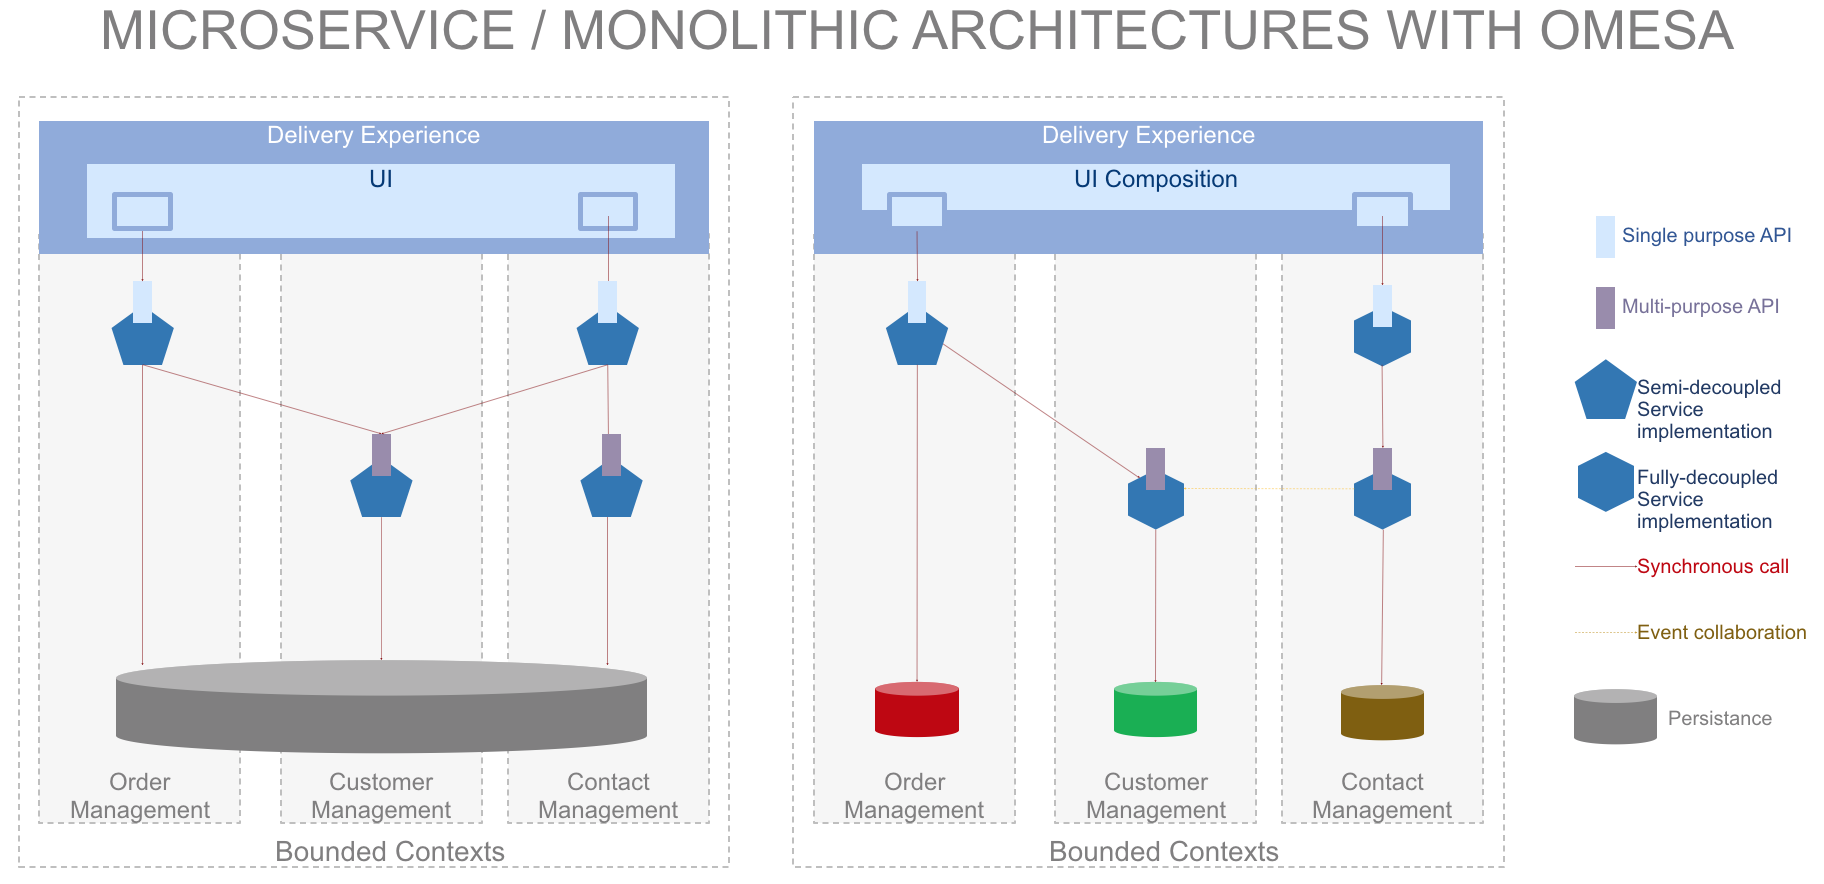 MICROSERVICE / MONOLITHIC ARCHITECTURES WITH OMESA
Delivery Experience
UI
Order
Management
Customer
Management
Contact
Management
Bounded Contexts
Delivery Experience
UI Composition
Order
Management
Customer
Management
Contact
Management
Bounded Contexts
Single purpose API
Multi-purpose API
Semi-decoupled
Service
implementation
Fully-decoupled
Service
implementation
Synchronous call
Event collaboration
Persistance